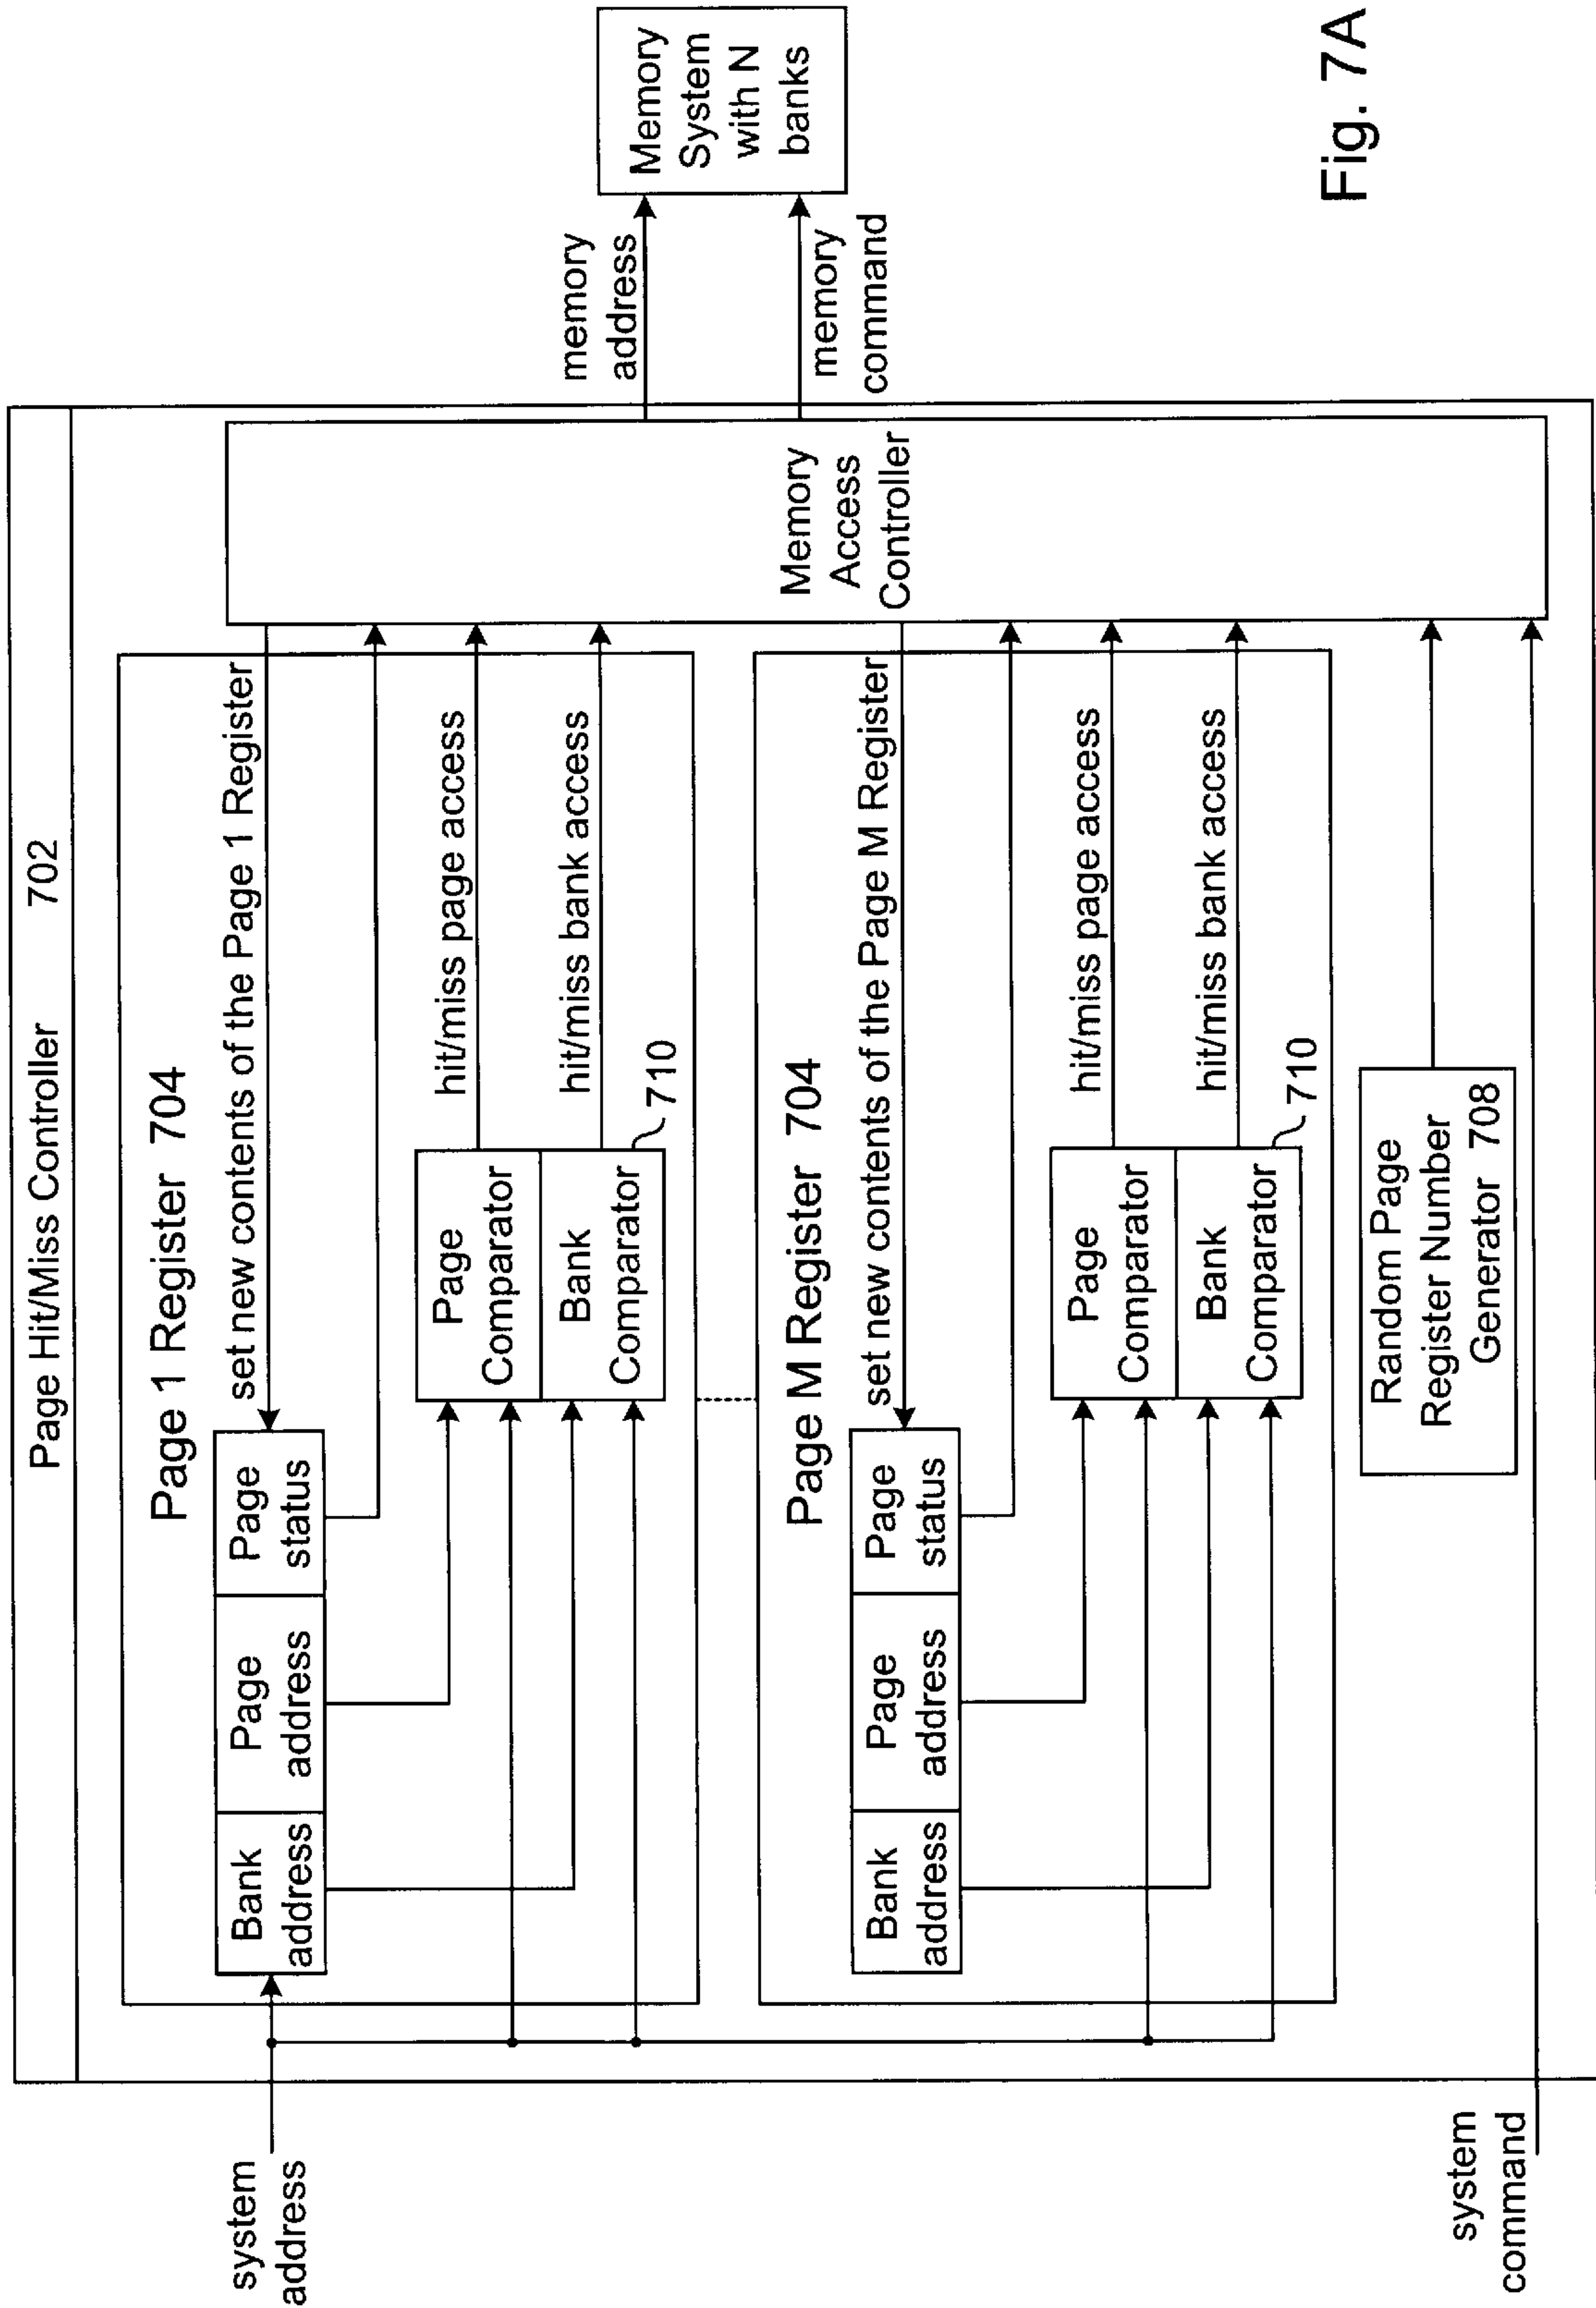 Page Hit/Miss Controller 702
Page 1 Register 704
set new contents of the Page 1 Register
system
address
Bank
address
Page
address
Page
status
Page
Comparator
Bank
Comparator
710
hit/miss page access
hit/miss bank access
Page M Register 704
set new contents of the Page M Register
Bank
address
Page
address
Page
status
Page
Comparator
Bank
Comparator
710
hit/miss page access
hit/miss bank access
Random Page
Register Number
Generator 708
system
command
Memory
Access
Controller
memory
address
memory
command
Memory
System
with N
banks
Fig. 7A